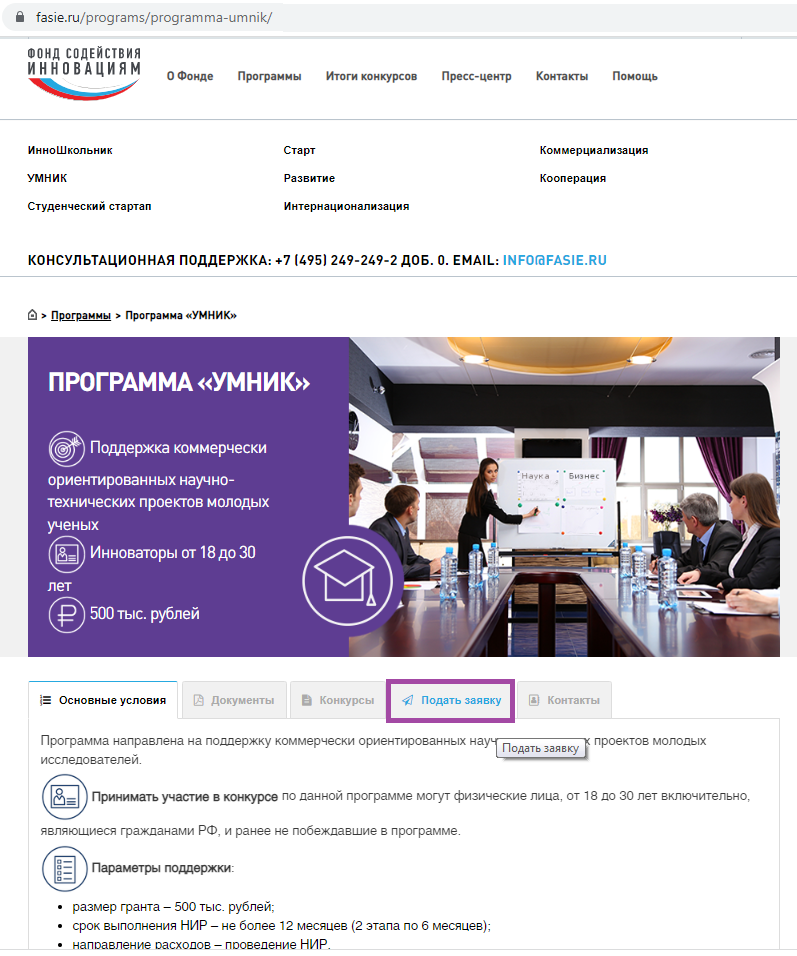 fasie.ru/programs/programma-umnik/
ФОНД СОДЕЙСТВИЯ
ИННОВАЦИЯМ
О Фонде Программы Итоги конкурсов Пресс-центр Контакты Помощь
ИнноШкольник Старт Коммерциализация
УМНИК Развитие Кооперация
Студенческий стартап Интернационализация
КОНСУЛЬТАЦИОННАЯ ПОДДЕРЖКА: +7 (495) 249-249-2 ДОБ. 0. EMAIL: INFO@FASIE.RU
> Программы > Программа «УМНИК»
ПРОГРАММА «УМНИК»
Поддержка коммерчески
ориентированных научно-
технических проектов молодых
ученых
Инноваторы от 18 до 30
лет
500 тыс. рублей
Наука Бизнес
Основные условия Документы Конкурсы Подать заявку Контакты
Программа направлена на поддержку коммерчески ориентированных науч х проектов молодых
Подать заявку
исследователей.
Принимать участие в конкурсе по данной программе могут физические лица, от 18 до 30 лет включительно,
являющиеся гражданами РФ, и ранее не побеждавшие в программе.
Параметры поддержки:
• размер гранта – 500 тыс. рублей;
• срок выполнения НИР – не более 12 месяцев (2 этапа по 6 месяцев);
• направление расходов – проведение НИР.